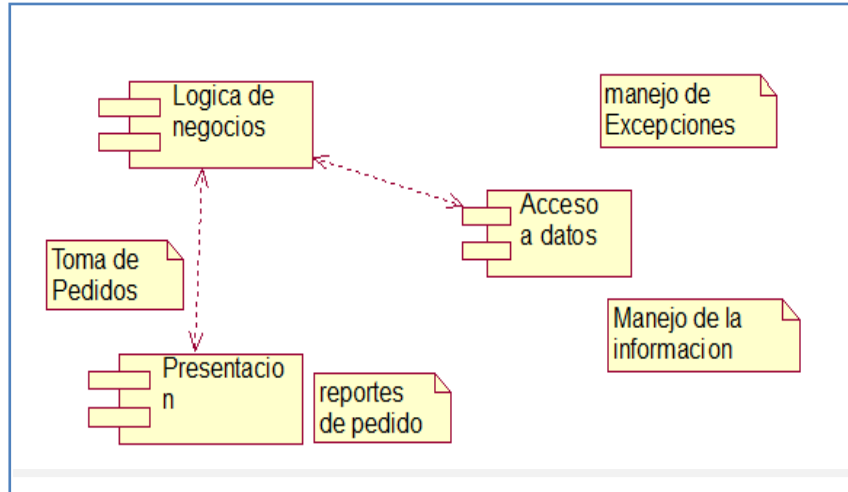 Logica de
negocios
manejo de
Excepciones
Acceso
a datos
Toma de
Pedidos
Manejo de la
informacion
Presentacio
n
reportes
de pedido